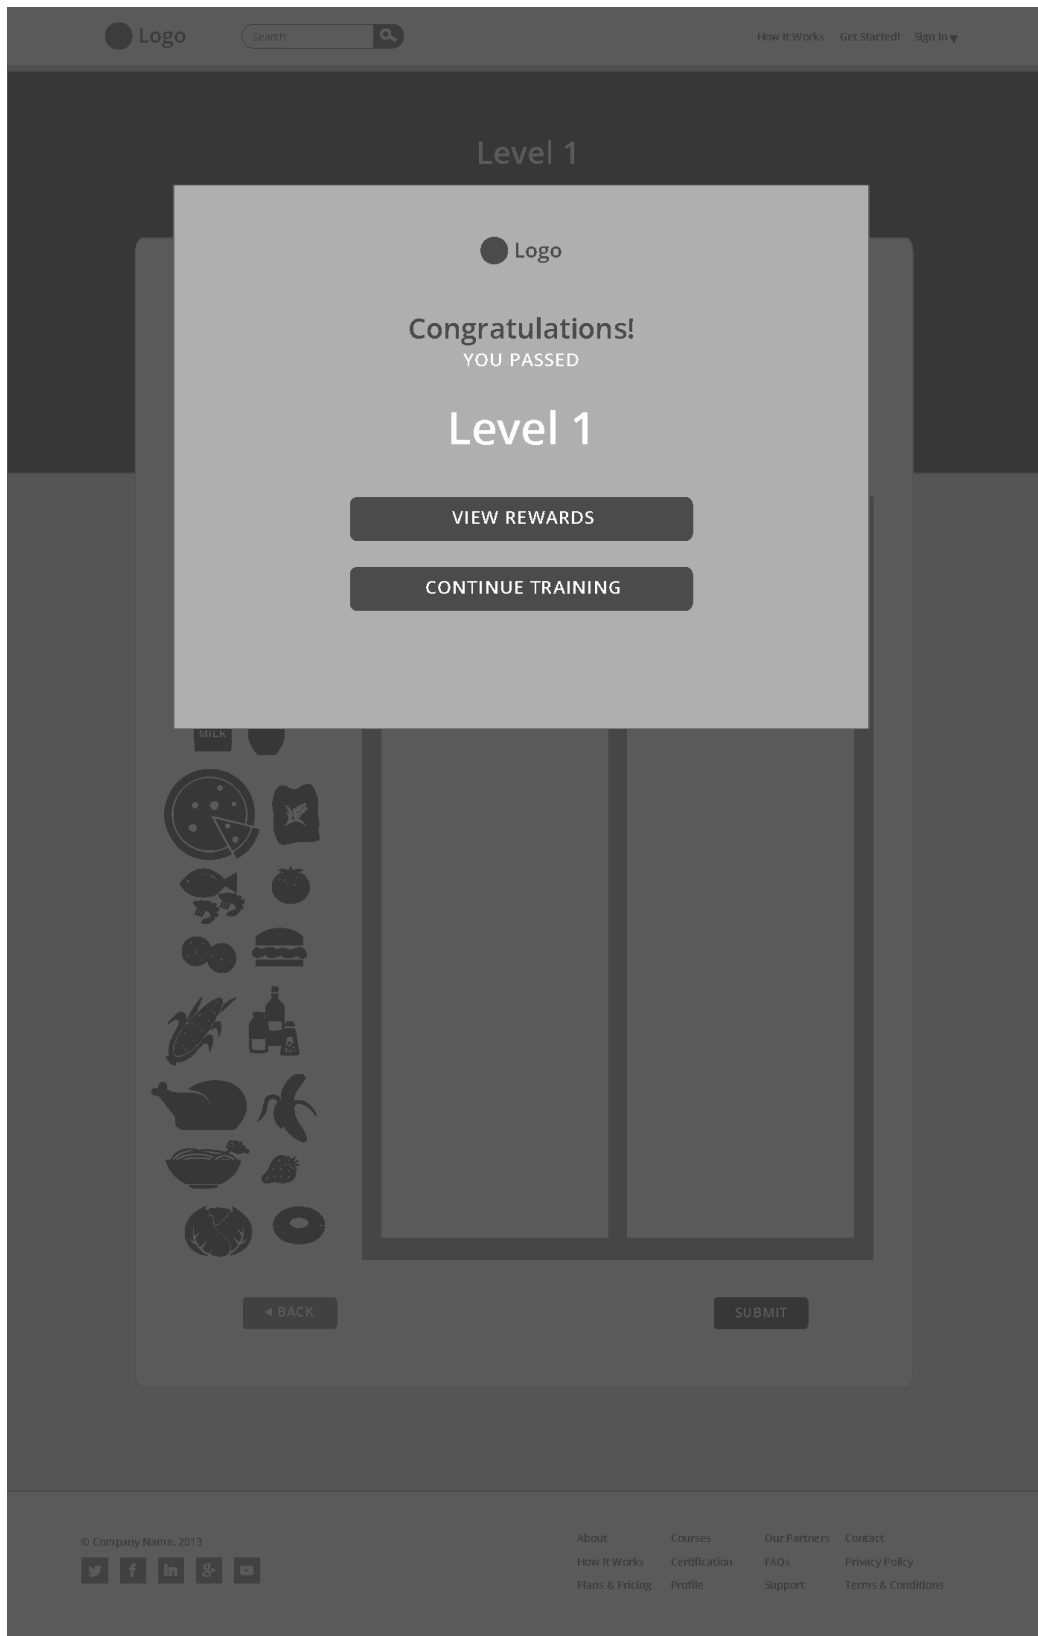 Logo
Search
How It Works Get Started! Sign In
Level 1
Logo
Congratulations!
YOU PASSED
Level 1
VIEW REWARDS
CONTINUE TRAINING
MILK
BACK
SUBMIT
© Company Name. 2013
About Courses Our Partners Contact
How It Works Certification FAQs Privacy Policy
Plans & Pricing Profile Support Terms & Conditions